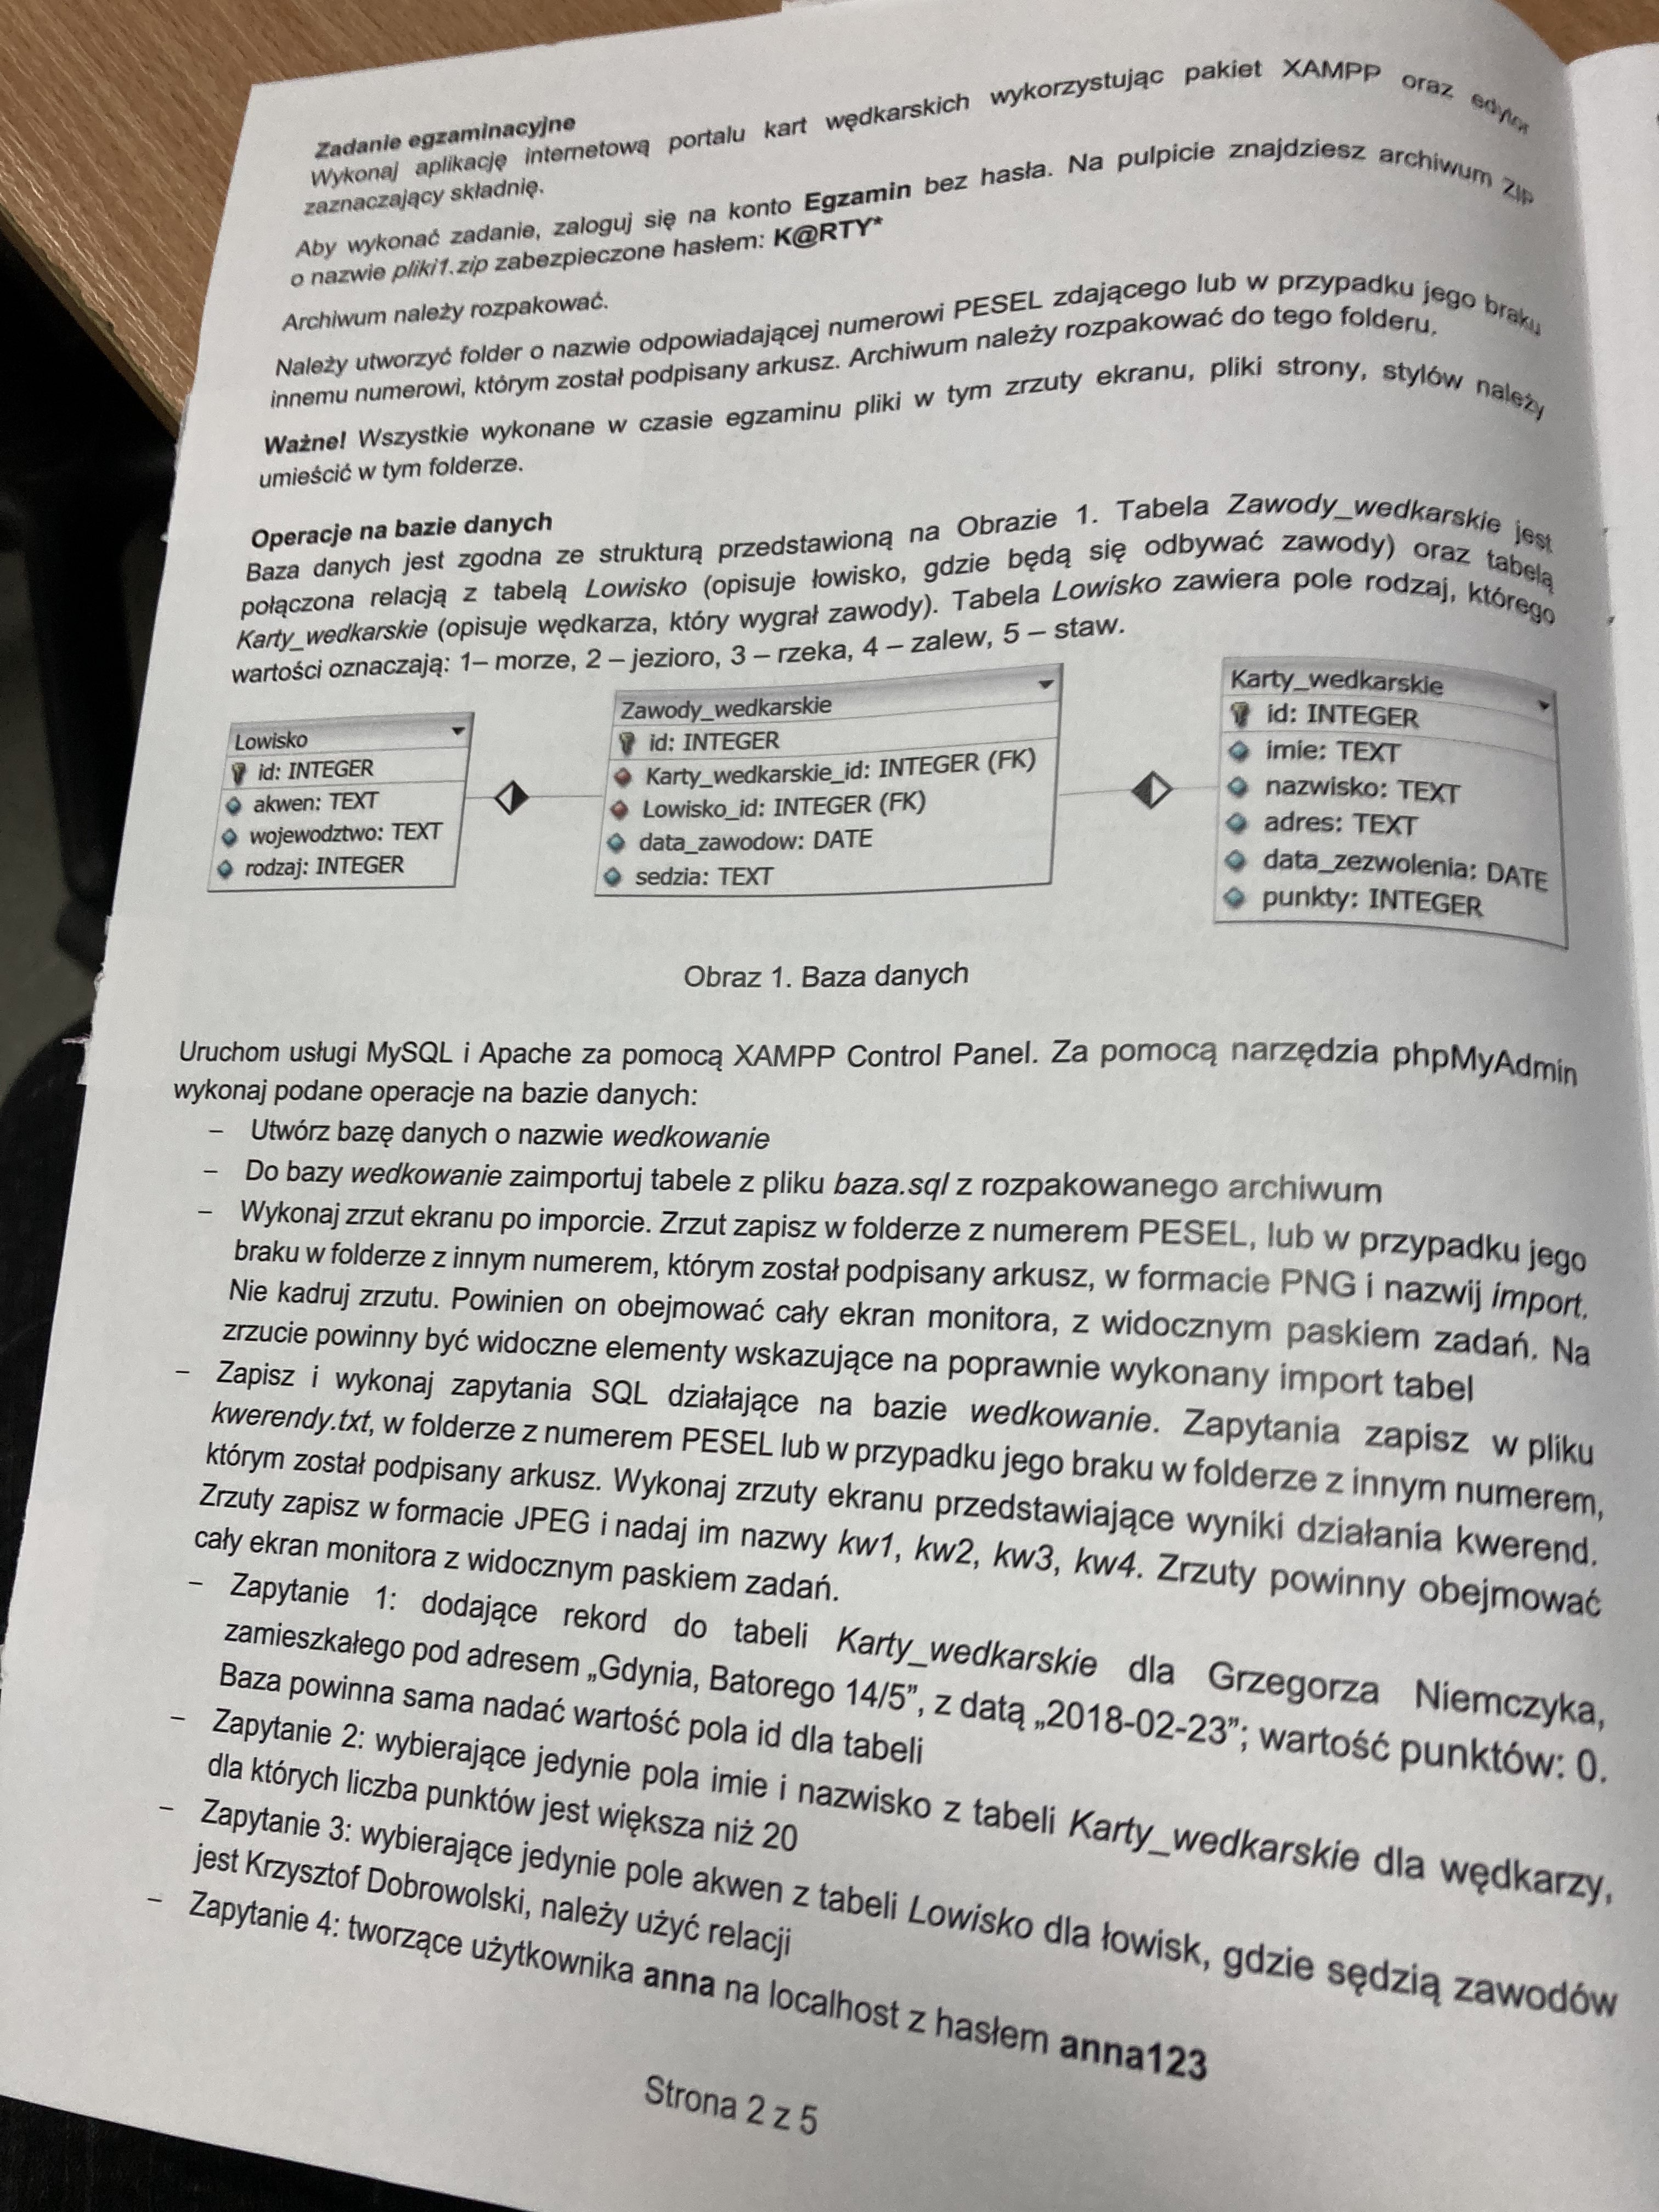 Zadanie egzaminacyjne
Wykonaj aplikację internetową portalu kart wędkarskich wykorzystując pakiet XAMPP oraz edytor
zaznaczający składnię.
Aby wykonać zadanie, zaloguj się na konto Egzamin bez hasła. Na pulpicie znajdziesz archiwum ZIP
o nazwie pliki1.zip zabezpieczone hasłem: K@RTY*
Archiwum należy rozpakować.
Należy utworzyć folder o nazwie odpowiadającej numerowi PESEL zdającego lub w przypadku jego braku
innemu numerowi, którym został podpisany arkusz. Archiwum należy rozpakować do tego folderu.
Ważne! Wszystkie wykonane w czasie egzaminu pliki w tym zrzuty ekranu, pliki strony, stylów należy
umieścić w tym folderze.
Operacje na bazie danych
Baza danych jest zgodna ze strukturą przedstawioną na Obrazie 1. Tabela Zawody_wedkarskie jest
połączona relacją z tabelą Lowisko (opisuje łowisko, gdzie będą się odbywać zawody) oraz tabelą
Karty_wedkarskie (opisuje wędkarza, który wygrał zawody). Tabela Lowisko zawiera pole rodzaj, którego
wartości oznaczają: 1– morze, 2 – jezioro, 3 – rzeka, 4 – zalew, 5 – staw.
Lowisko
id: INTEGER
akwen: TEXT
wojewodztwo: TEXT
rodzaj: INTEGER
Zawody_wedkarskie
id: INTEGER
Karty_wedkarskie_id: INTEGER (FK)
Lowisko_id: INTEGER (FK)
data_zawodow: DATE
sedzia: TEXT
Karty_wedkarskie
id: INTEGER
imie: TEXT
nazwisko: TEXT
adres: TEXT
data_zezwolenia: DATE
punkty: INTEGER
Obraz 1. Baza danych
Uruchom usługi MySQL i Apache za pomocą XAMPP Control Panel. Za pomocą narzędzia phpMyAdmin
wykonaj podane operacje na bazie danych:
– Utwórz bazę danych o nazwie wedkowanie
– Do bazy wedkowanie zaimportuj tabele z pliku baza.sql z rozpakowanego archiwum
– Wykonaj zrzut ekranu po imporcie. Zrzut zapisz w folderze z numerem PESEL, lub w przypadku jego
braku w folderze z innym numerem, którym został podpisany arkusz, w formacie PNG i nazwij import.
Nie kadruj zrzutu. Powinien on obejmować cały ekran monitora, z widocznym paskiem zadań. Na
zrzucie powinny być widoczne elementy wskazujące na poprawnie wykonany import tabel
– Zapisz i wykonaj zapytania SQL działające na bazie wedkowanie. Zapytania zapisz w pliku
kwerendy.txt, w folderze z numerem PESEL lub w przypadku jego braku w folderze z innym numerem,
którym został podpisany arkusz. Wykonaj zrzuty ekranu przedstawiające wyniki działania kwerend.
Zrzuty zapisz w formacie JPEG i nadaj im nazwy kw1, kw2, kw3, kw4. Zrzuty powinny obejmować
cały ekran monitora z widocznym paskiem zadań.
– Zapytanie 1: dodające rekord do tabeli Karty_wedkarskie dla Grzegorza Niemczyka,
zamieszkałego pod adresem „Gdynia, Batorego 14/5”, z datą „2018-02-23”; wartość punktów: 0.
Baza powinna sama nadać wartość pola id dla tabeli
– Zapytanie 2: wybierające jedynie pola imie i nazwisko z tabeli Karty_wedkarskie dla wędkarzy,
dla których liczba punktów jest większa niż 20
– Zapytanie 3: wybierające jedynie pole akwen z tabeli Lowisko dla łowisk, gdzie sędzią zawodów
jest Krzysztof Dobrowolski, należy użyć relacji
– Zapytanie 4: tworzące użytkownika anna na localhost z hasłem anna123
Strona 2 z 5